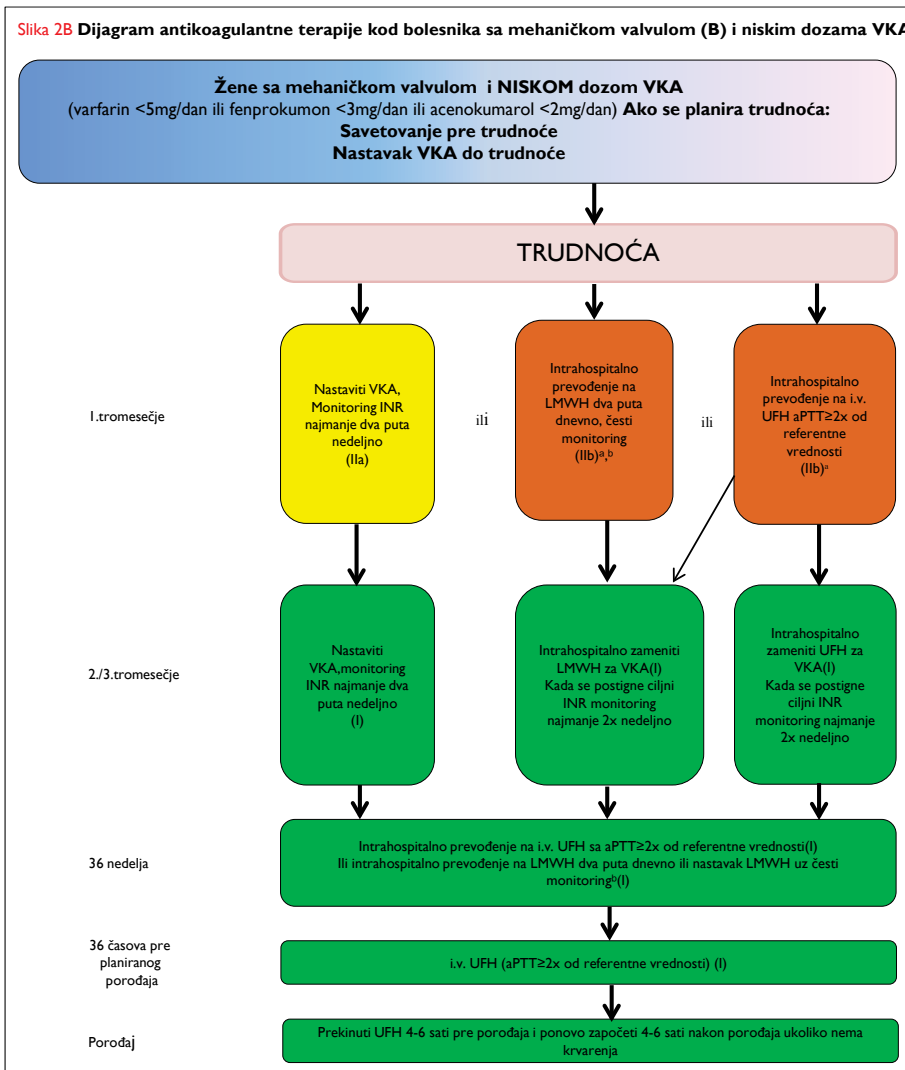 Slika 2B Dijagram antikoagulantne terapije kod bolesnika sa mehaničkom valvulom (B) i niskim dozama VKA
Žene sa mehaničkom valvulom i NISKOM dozom VKA
(varfarin <5mg/dan ili fenprokumon <3mg/dan ili acenokumarol <2mg/dan) Ako se planira trudnoća:
Savetovanje pre trudnoće
Nastavak VKA do trudnoće
TRUDNOĆA
1.tromesečje
Nastaviti VKA,
Monitoring INR
najmanje dva puta
nedeljno
(IIa)
ili
Intrahospitalno
prevođenje na
LMWH dva puta
dnevno, česti
monitoring
(IIb)a,b
ili
Intrahospitalno
prevođenje na i.v.
UFH aPTT≥2x od
referentne
vrednosti
(IIb)a
2./3.tromesečje
Nastaviti
VKA,monitoring
INR najmanje dva
puta nedeljno
(I)
Intrahospitalno zameniti
LMWH za VKA(I)
Kada se postigne ciljni
INR monitoring
najmanje 2x nedeljno
Intrahospitalno
zameniti UFH za
VKA(I)
Kada se postigne
ciljni INR
monitoring najmanje
2x nedeljno
36 nedelja
Intrahospitalno prevođenje na i.v. UFH sa aPTT≥2x od referentne vrednosti(I)
Ili intrahospitalno prevođenje na LMWH dva puta dnevno ili nastavak LMWH uz česti
monitoringb(I)
36 časova pre
planiranog
porođaja
i.v. UFH (aPTT≥2x od referentne vrednosti) (I)
Porođaj
Prekinuti UFH 4-6 sati pre porođaja i ponovo započeti 4-6 sati nakon porođaja ukoliko nema
krvarenja